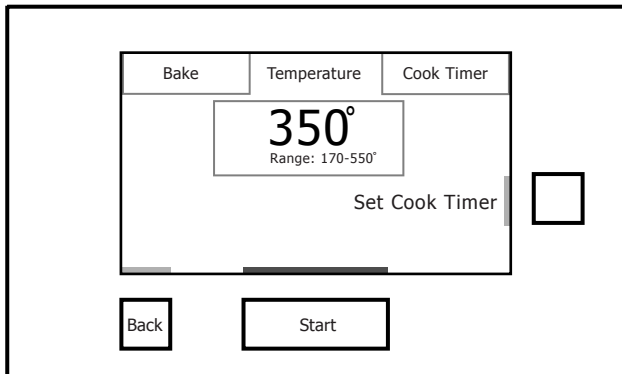 Bake Temperature Cook Timer
350°
Range: 170-550°
Set Cook Timer
Back Start